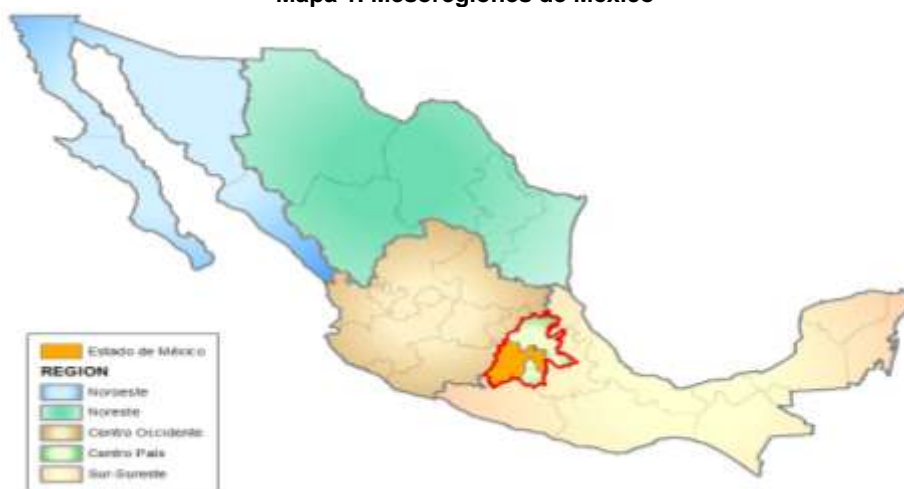 Mapa 1. Mesoregiones de México
Estado de México
REGION
Noroeste
Noreste
Centro Occidente
Centro País
Sur-Sureste